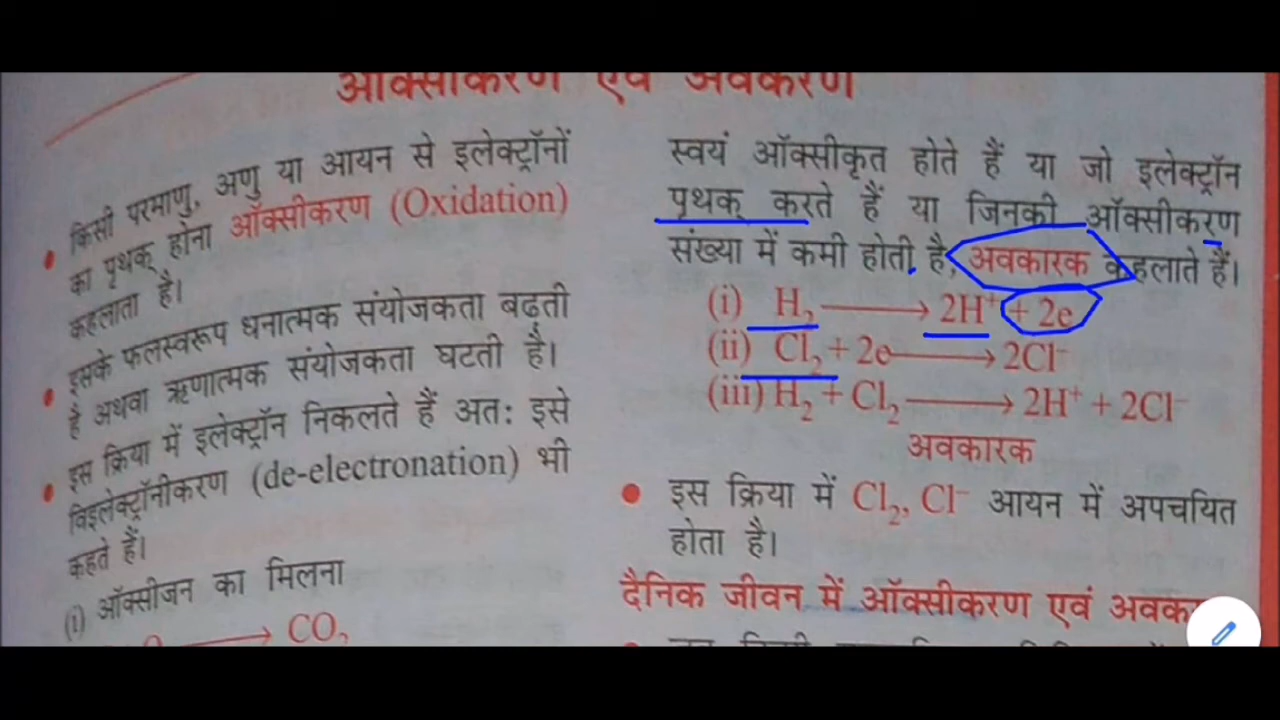 ऑक्सीकरण एवं अवकरण
• किसी परमाणु, अणु या आयन से इलेक्ट्रॉनों
का पृथक् होना ऑक्सीकरण (Oxidation)
कहलाता है।
• इसके फलस्वरूप धनात्मक संयोजकता बढ़ती
है अथवा ऋणात्मक संयोजकता घटती है।
• इस क्रिया में इलेक्ट्रॉन निकलते हैं अतः इसे
विइलेक्ट्रॉनीकरण (de-electronation) भी
कहते हैं।
(i) ऑक्सीजन का मिलना
⟶ CO₂
स्वयं ऑक्सीकृत होते हैं या जो इलेक्ट्रॉन
पृथक् करते हैं या जिनकी ऑक्सीकरण
संख्या में कमी होती है, अवकारक कहलाते हैं।
(i) H₂ ⟶ 2H⁺ + 2e
(ii) Cl₂ + 2e ⟶ 2Cl⁻
(iii) H₂ + Cl₂ ⟶ 2H⁺ + 2Cl⁻
अवकारक
• इस क्रिया में Cl₂, Cl⁻ आयन में अपचयित
होता है।
दैनिक जीवन में ऑक्सीकरण एवं